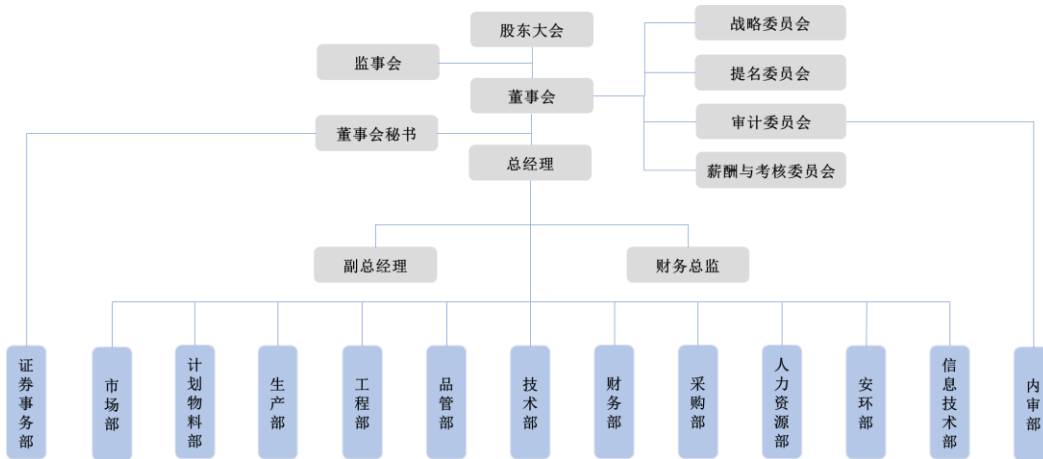 股东大会
监事会
董事会
董事会秘书
总经理
战略委员会
提名委员会
审计委员会
薪酬与考核委员会
副总经理
财务总监
证券事务部
市场部
计划物料部
生产部
工程部
品管部
技术部
财务部
采购部
人力资源部
安环部
信息技术部
内审部